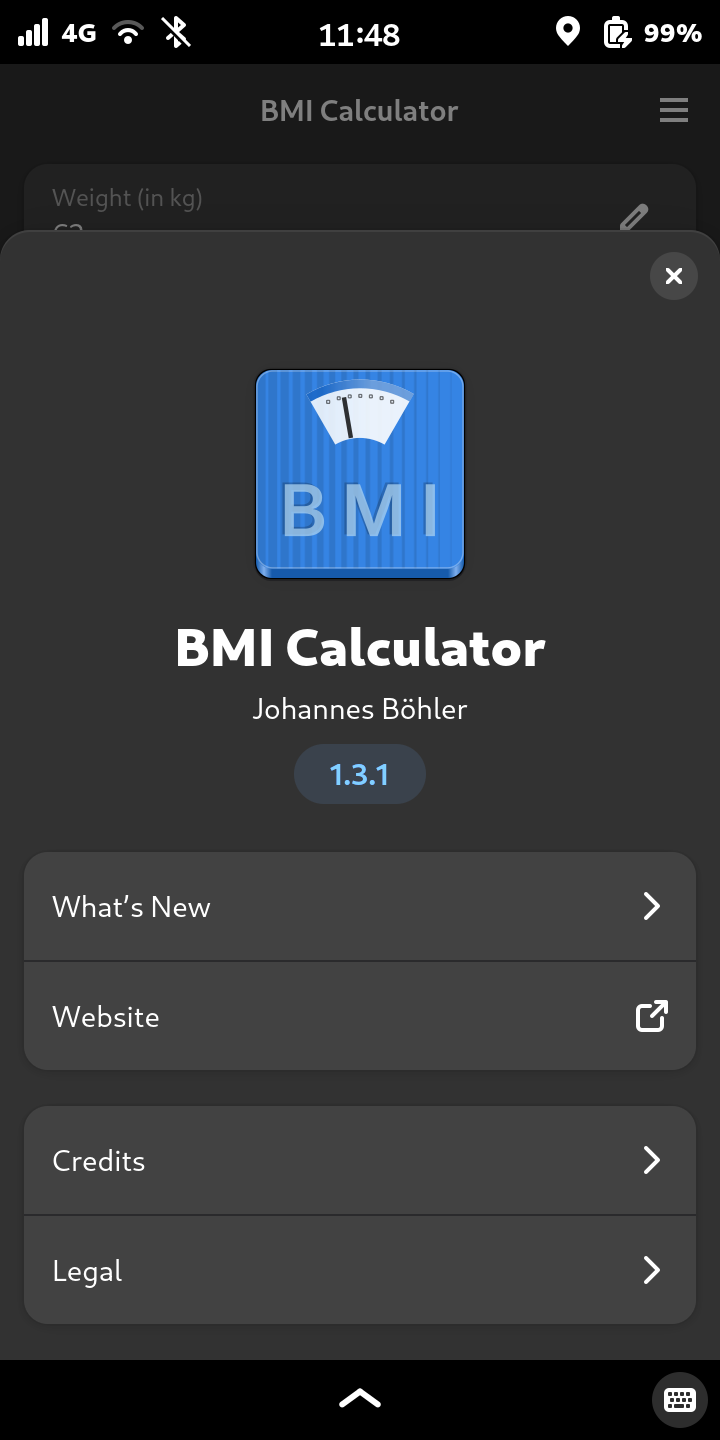 4G 11:48 99%
BMI Calculator
Weight (in kg)
BMI
BMI Calculator
Johannes Böhler
1.3.1
What's New
Website
Credits
Legal